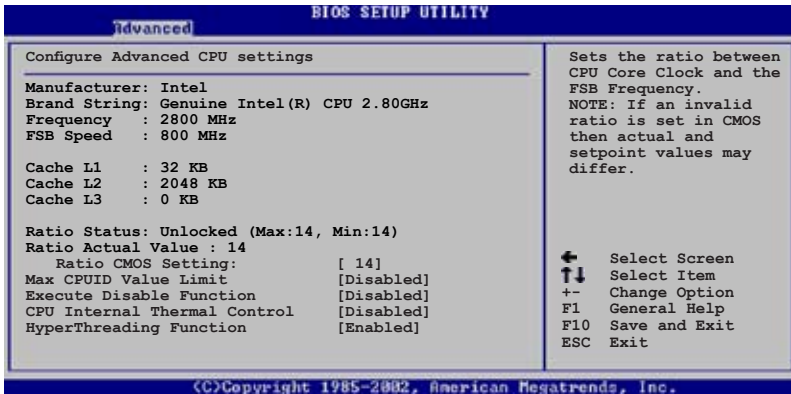 BIOS SETUP UTILITY
Advanced
Configure Advanced CPU settings
Manufacturer: Intel
Brand String: Genuine Intel(R) CPU 2.80GHz
Frequency : 2800 MHz
FSB Speed : 800 MHz
Cache L1 : 32 KB
Cache L2 : 2048 KB
Cache L3 : 0 KB
Ratio Status: Unlocked (Max:14, Min:14)
Ratio Actual Value : 14
Ratio CMOS Setting: [ 14]
Max CPUID Value Limit [Disabled]
Execute Disable Function [Disabled]
CPU Internal Thermal Control [Disabled]
HyperThreading Function [Enabled]
Sets the ratio between
CPU Core Clock and the
FSB Frequency.
NOTE: If an invalid
ratio is set in CMOS
then actual and
setpoint values may
differ.
Select Screen
Select Item
+- Change Option
F1 General Help
F10 Save and Exit
ESC Exit
(C)Copyright 1985-2002, American Megatrends, Inc.